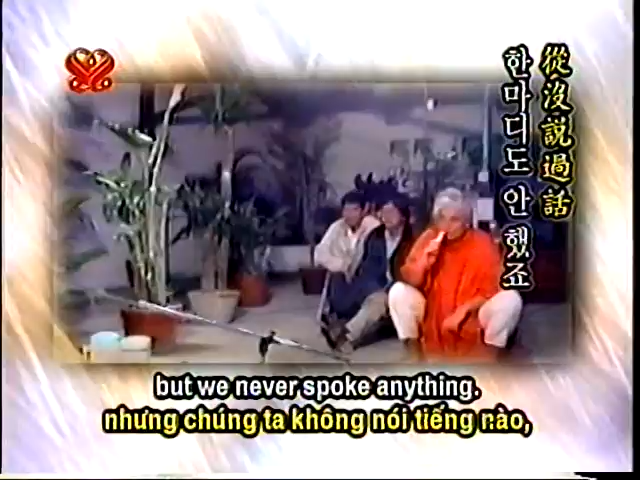 從沒説過話
한마디도 안 했죠
but we never spoke anything.
nhưng chúng ta không nói tiếng nào,